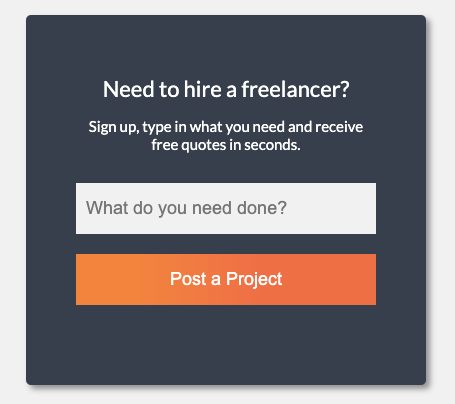 Need to hire a freelancer?
Sign up, type in what you need and receive
free quotes in seconds.
What do you need done?
Post a Project